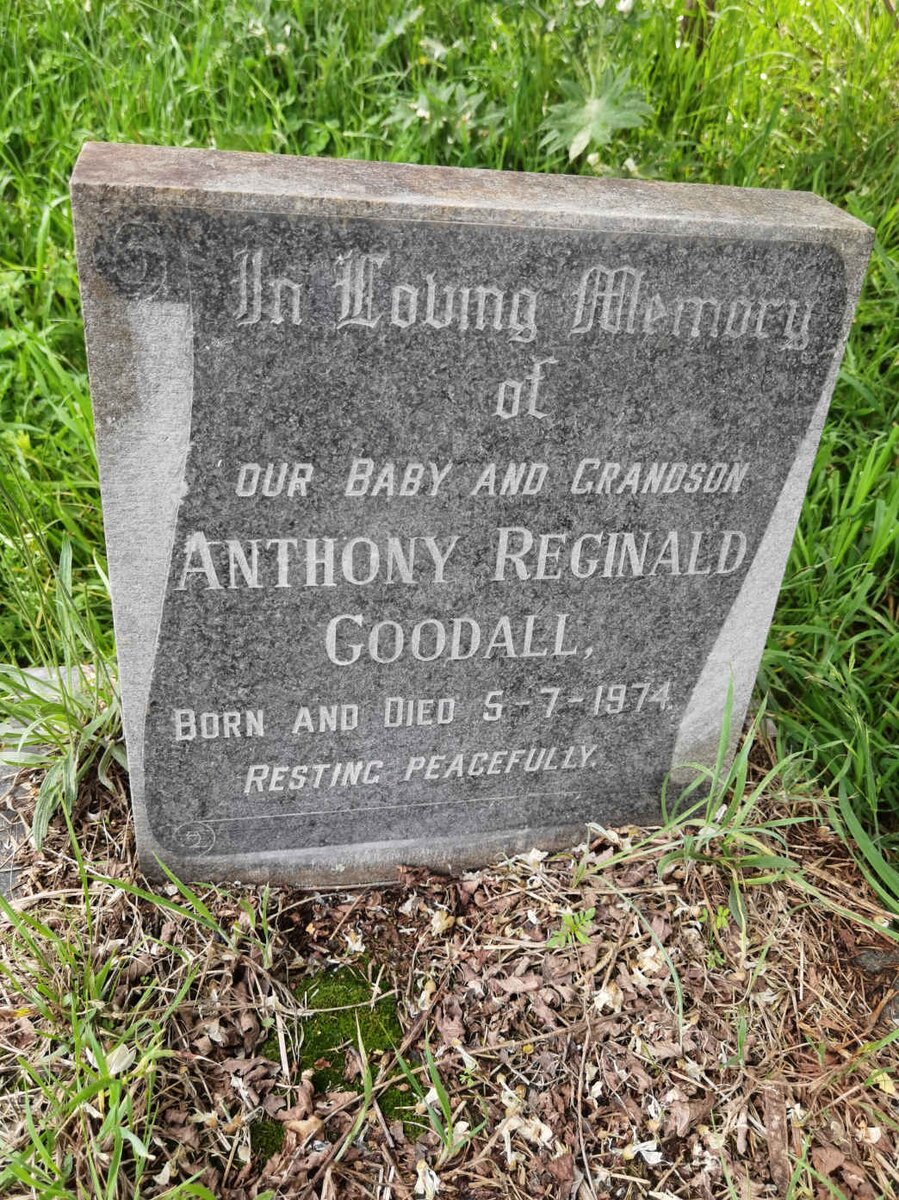 In Loving Memory
of
OUR BABY AND GRANDSON
ANTHONY REGINALD
GOODALL,
BORN AND DIED 5-7-1974.
RESTING PEACEFULLY.